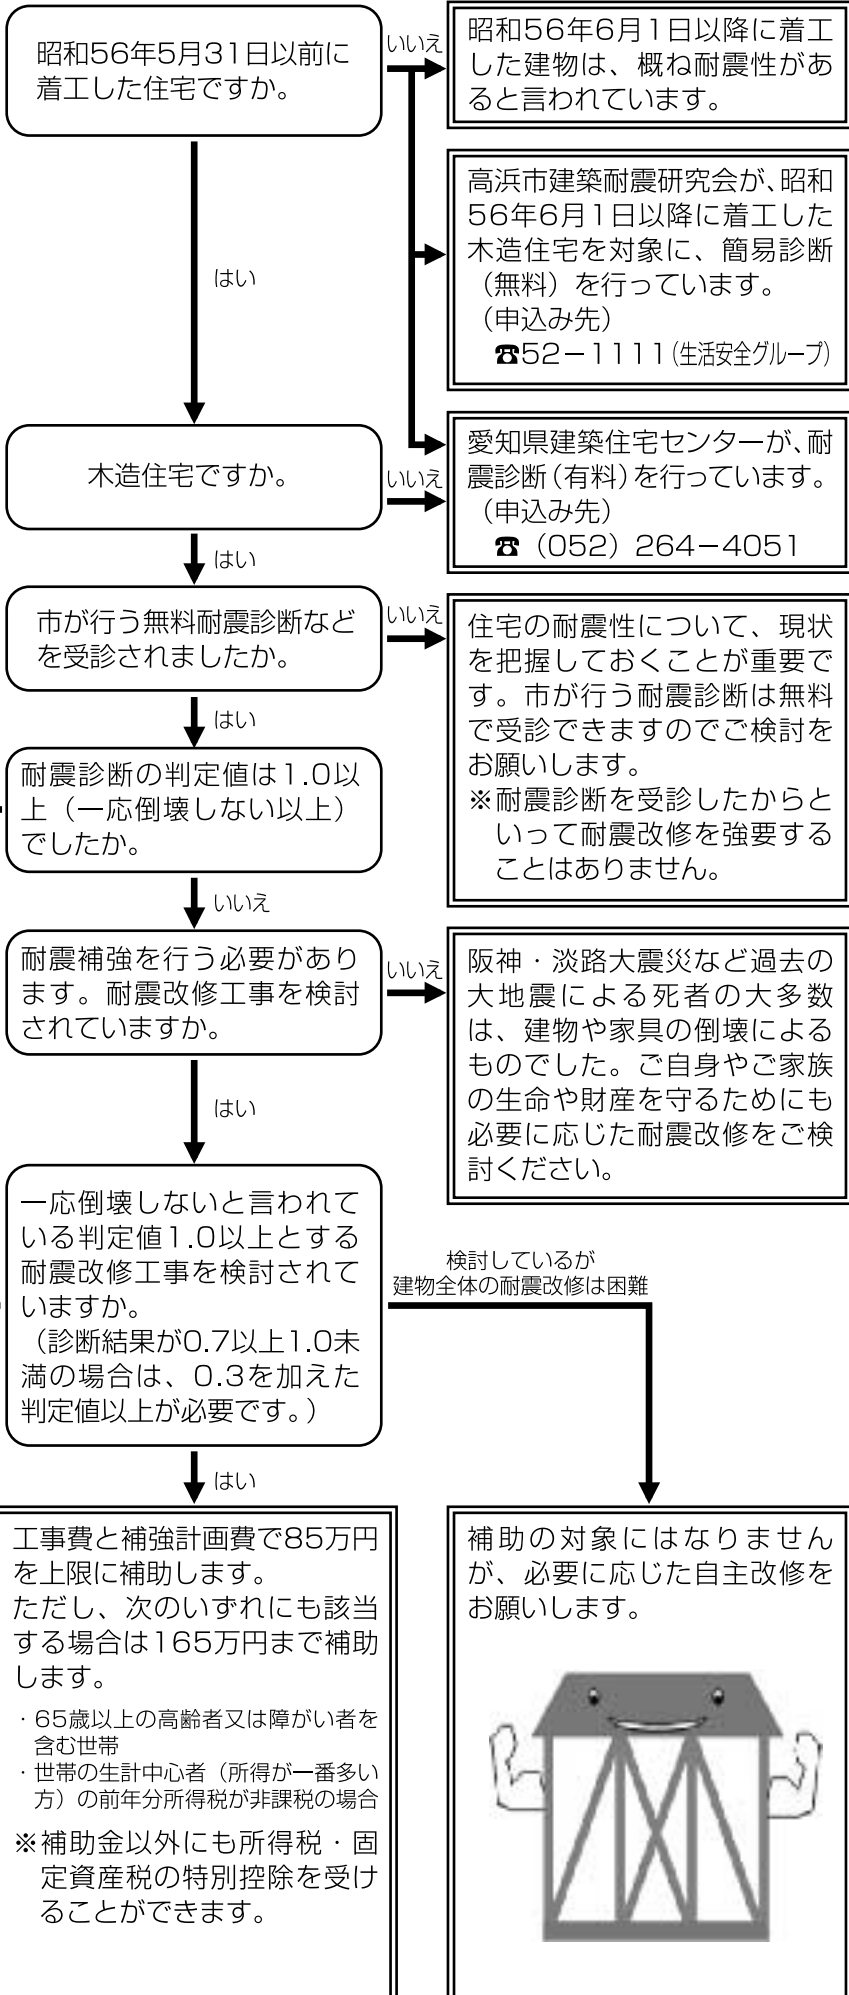 昭和56年5月31日以前に
着工した住宅ですか。
いいえ
昭和56年6月1日以降に着工
した建物は、概ね耐震性があ
ると言われています。
高浜市建築耐震研究会が、昭和
56年6月1日以降に着工した
木造住宅を対象に、簡易診断
（無料）を行っています。
（申込み先）
☎52－1111（生活安全グループ）
はい
木造住宅ですか。
いいえ
愛知県建築住宅センターが、耐
震診断（有料）を行っています。
（申込み先）
☎（052）264－4051
はい
市が行う無料耐震診断など
を受診されましたか。
いいえ
住宅の耐震性について、現状
を把握しておくことが重要で
す。市が行う耐震診断は無料
で受診できますのでご検討を
お願いします。
※耐震診断を受診したからと
いって耐震改修を強要する
ことはありません。
はい
耐震診断の判定値は1.0以
上（一応倒壊しない以上）
でしたか。
いいえ
耐震補強を行う必要があり
ます。耐震改修工事を検討
されていますか。
いいえ
阪神・淡路大震災など過去の
大地震による死者の大多数
は、建物や家具の倒壊による
ものでした。ご自身やご家族
の生命や財産を守るためにも
必要に応じた耐震改修をご検
討ください。
はい
一応倒壊しないと言われて
いる判定値1.0以上とする
耐震改修工事を検討されて
いますか。
（診断結果が0.7以上1.0未
満の場合は、0.3を加えた
判定値以上が必要です。）
検討しているが
建物全体の耐震改修は困難
はい
工事費と補強計画費で85万円
を上限に補助します。
ただし、次のいずれにも該当
する場合は165万円まで補助
します。
・65歳以上の高齢者又は障がい者を
含む世帯
・世帯の生計中心者（所得が一番多い
方）の前年分所得税が非課税の場合
※補助金以外にも所得税・固
定資産税の特別控除を受け
ることができます。
補助の対象にはなりません
が、必要に応じた自主改修を
お願いします。